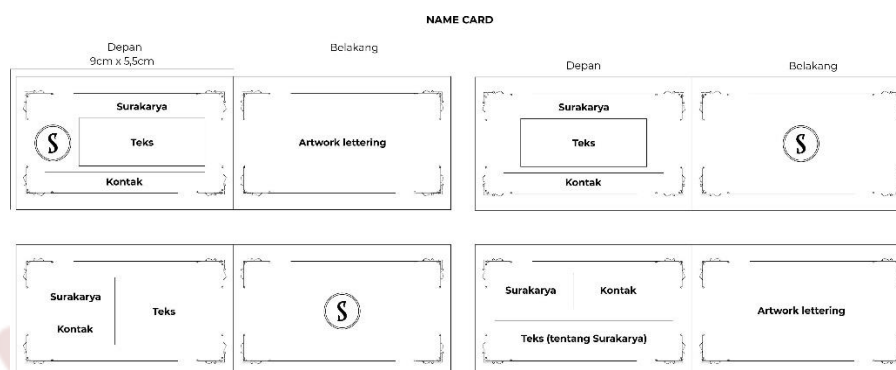 NAME CARD
Depan
9cm x 5,5cm
Belakang
Depan
Belakang
Surakarya
S
Teks
Kontak
Artwork lettering
Surakarya
Teks
Kontak
S
Surakarya
Kontak
Teks
S
Surakarya
Kontak
Teks (tentang Surakarya)
Artwork lettering